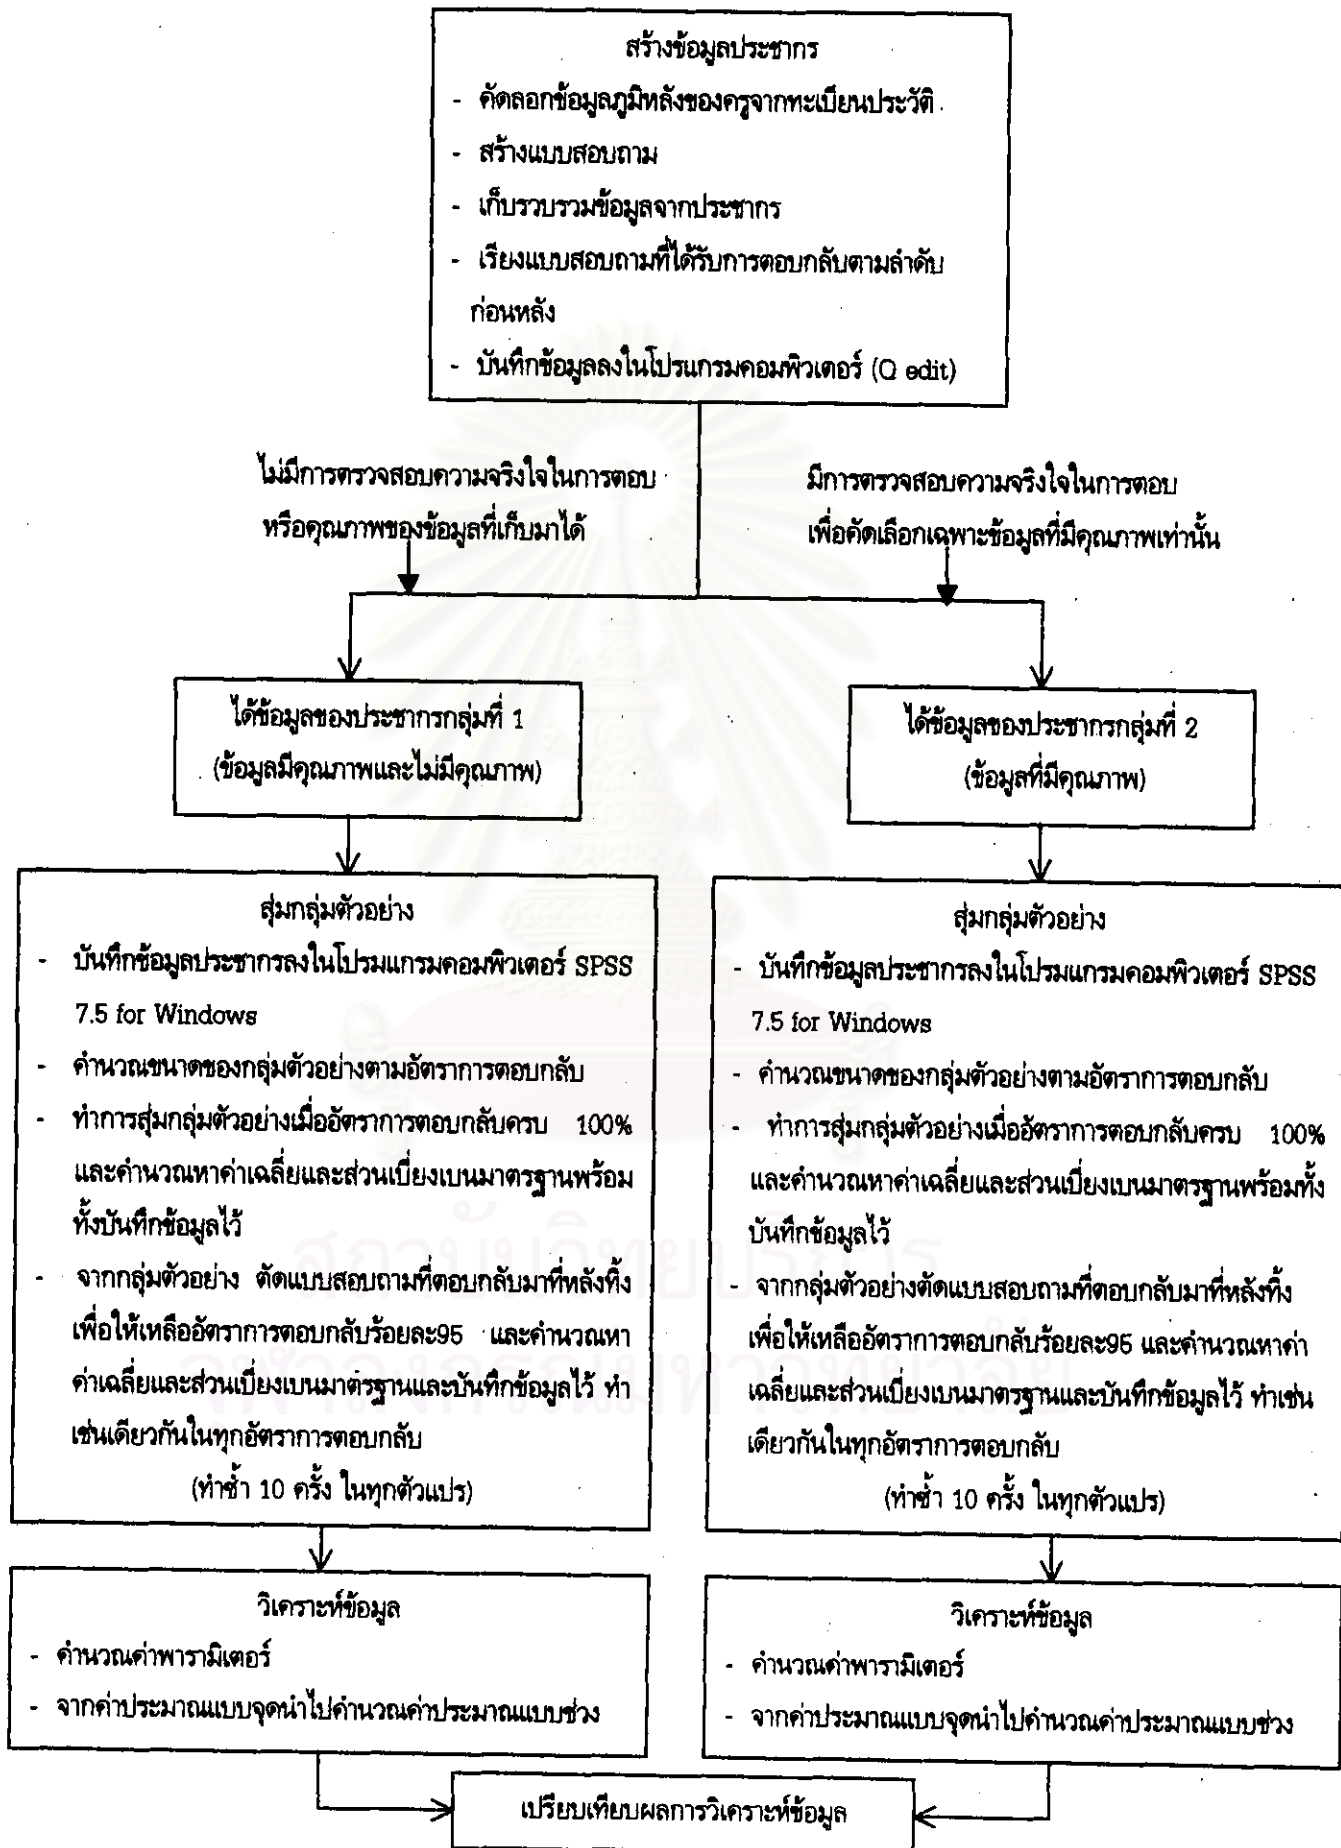 สร้างข้อมูลประชากร
- คัดลอกข้อมูลภูมิหลังของครูจากทะเบียนประวัติ
- สร้างแบบสอบถาม
- เก็บรวบรวมข้อมูลจากประชากร
- เรียงแบบสอบถามที่ได้รับการตอบกลับตามลำดับ
ก่อนหลัง
- บันทึกข้อมูลลงในโปรแกรมคอมพิวเตอร์ (Q edit)
ไม่มีการตรวจสอบความจริงใจในการตอบ
หรือคุณภาพของข้อมูลที่เก็บมาได้
มีการตรวจสอบความจริงใจในการตอบ
เพื่อคัดเลือกเฉพาะข้อมูลที่มีคุณภาพเท่านั้น
ได้ข้อมูลของประชากรกลุ่มที่ 1
(ข้อมูลมีคุณภาพและไม่มีคุณภาพ)
ได้ข้อมูลของประชากรกลุ่มที่ 2
(ข้อมูลที่มีคุณภาพ)
สุ่มกลุ่มตัวอย่าง
- บันทึกข้อมูลประชากรลงในโปรมแกรมคอมพิวเตอร์ SPSS
7.5 for Windows
- คำนวณขนาดของกลุ่มตัวอย่างตามอัตราการตอบกลับ
- ทำการสุ่มกลุ่มตัวอย่างเมื่ออัตราการตอบกลับครบ 100%
และคำนวณหาค่าเฉลี่ยและส่วนเบี่ยงเบนมาตรฐานพร้อม
ทั้งบันทึกข้อมูลไว้
- จากกลุ่มตัวอย่าง ตัดแบบสอบถามที่ตอบกลับมาที่หลังทิ้ง
เพื่อให้เหลืออัตราการตอบกลับร้อยละ95 และคำนวณหา
ค่าเฉลี่ยและส่วนเบี่ยงเบนมาตรฐานและบันทึกข้อมูลไว้ ทำ
เช่นเดียวกันในทุกอัตราการตอบกลับ
(ทำซ้ำ 10 ครั้ง ในทุกตัวแปร)
สุ่มกลุ่มตัวอย่าง
- บันทึกข้อมูลประชากรลงในโปรมแกรมคอมพิวเตอร์ SPSS
7.5 for Windows
- คำนวณขนาดของกลุ่มตัวอย่างตามอัตราการตอบกลับ
- ทำการสุ่มกลุ่มตัวอย่างเมื่ออัตราการตอบกลับครบ 100%
และคำนวณหาค่าเฉลี่ยและส่วนเบี่ยงเบนมาตรฐานพร้อมทั้ง
บันทึกข้อมูลไว้
- จากกลุ่มตัวอย่างตัดแบบสอบถามที่ตอบกลับมาที่หลังทิ้ง
เพื่อให้เหลืออัตราการตอบกลับร้อยละ95 และคำนวณหาค่า
เฉลี่ยและส่วนเบี่ยงเบนมาตรฐานและบันทึกข้อมูลไว้ ทำเช่น
เดียวกันในทุกอัตราการตอบกลับ
(ทำซ้ำ 10 ครั้ง ในทุกตัวแปร)
วิเคราะห์ข้อมูล
- คำนวณค่าพารามิเตอร์
- จากค่าประมาณแบบจุดนำไปคำนวณค่าประมาณแบบช่วง
วิเคราะห์ข้อมูล
- คำนวณค่าพารามิเตอร์
- จากค่าประมาณแบบจุดนำไปคำนวณค่าประมาณแบบช่วง
เปรียบเทียบผลการวิเคราะห์ข้อมูล
สถาบันวิทยบริการ
จุฬาลงกรณ์มหาวิทยาลัย